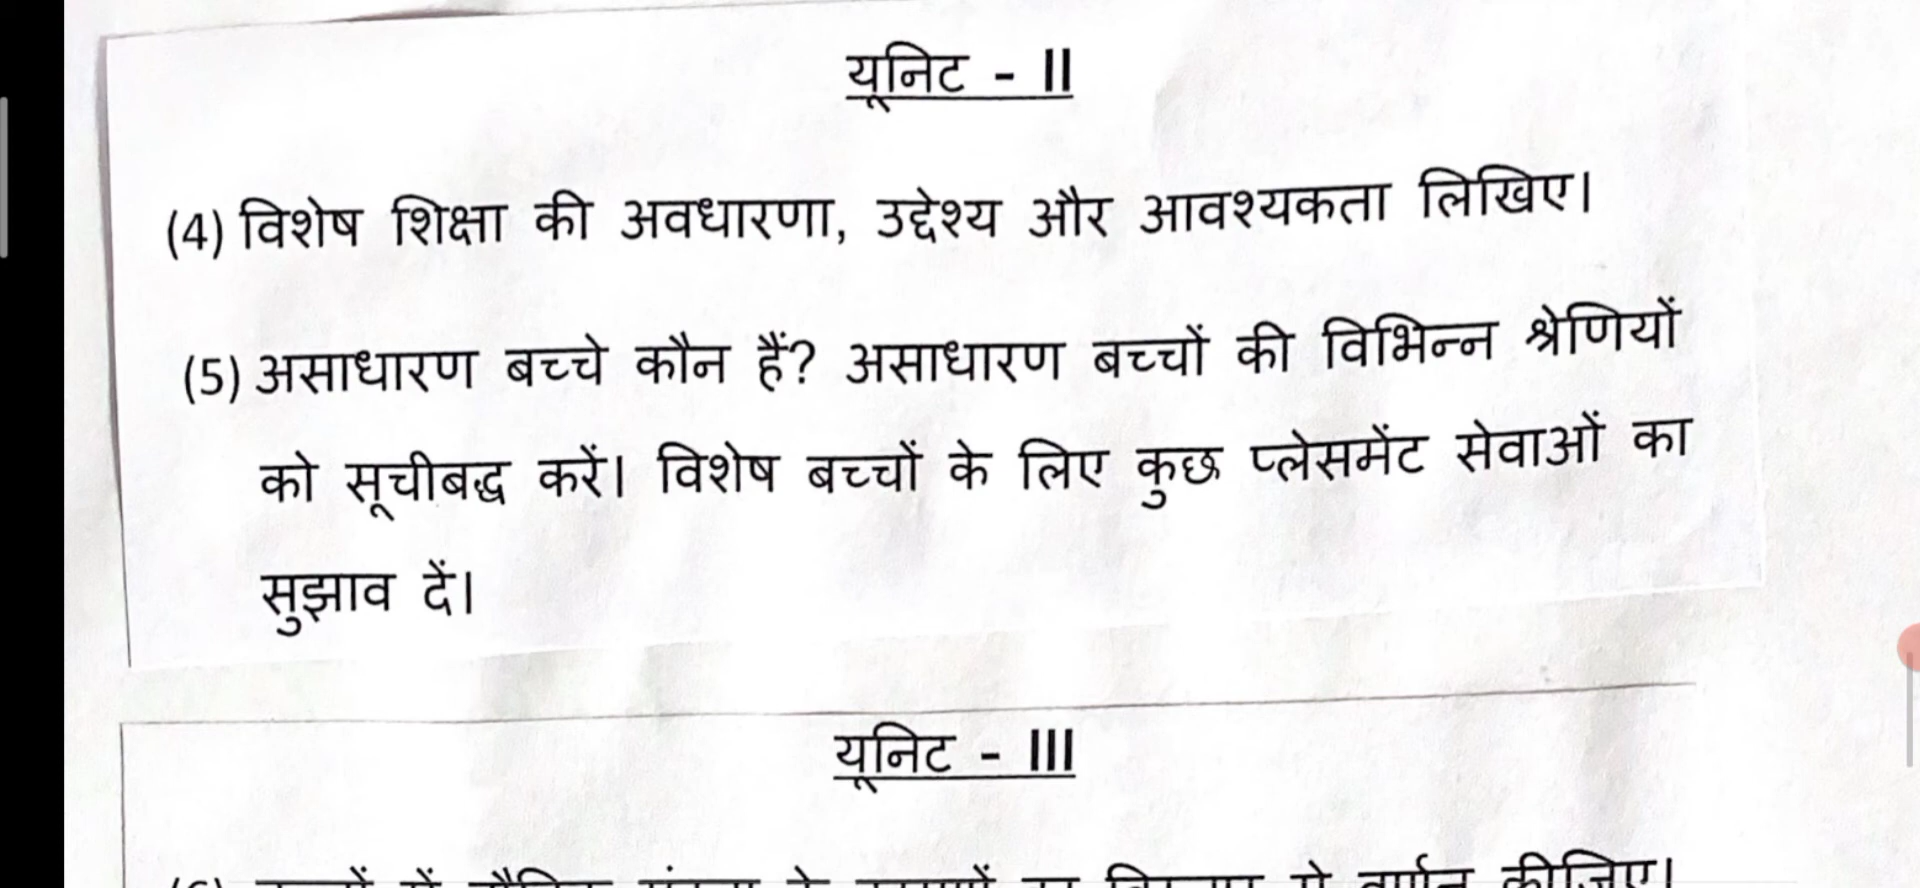 यूनिट - II
(4) विशेष शिक्षा की अवधारणा, उद्देश्य और आवश्यकता लिखिए।
(5) असाधारण बच्चे कौन हैं? असाधारण बच्चों की विभिन्न श्रेणियों
को सूचीबद्ध करें। विशेष बच्चों के लिए कुछ प्लेसमेंट सेवाओं का
सुझाव दें।
यूनिट - III